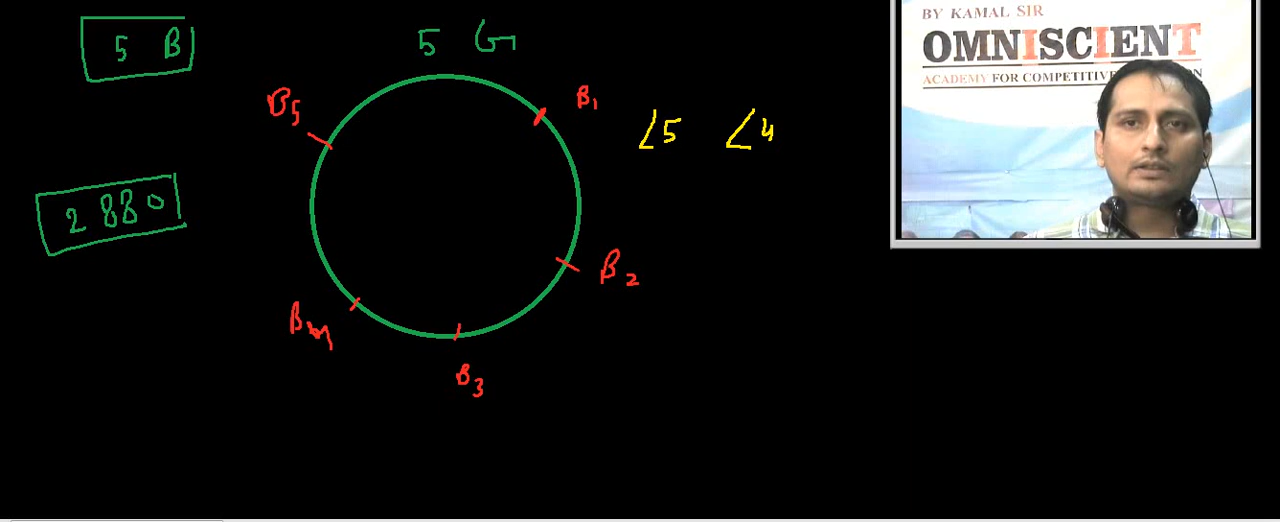 5 B
5 G
B5
B1
∠5 ∠4
2880
B2
B4
B3
BY KAMAL SIR
OMNISCIENT
ACADEMY FOR COMPETITIVE